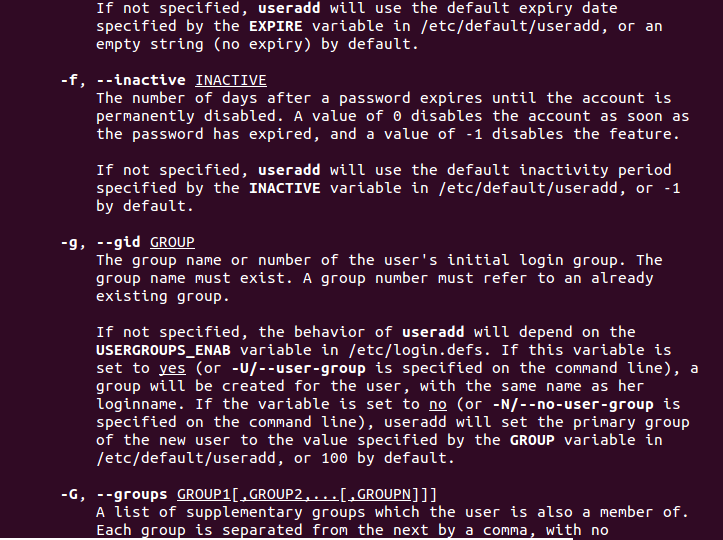 If not specified, useradd will use the default expiry date
specified by the EXPIRE variable in /etc/default/useradd, or an
empty string (no expiry) by default.
-f, --inactive INACTIVE
The number of days after a password expires until the account is
permanently disabled. A value of 0 disables the account as soon as
the password has expired, and a value of -1 disables the feature.
If not specified, useradd will use the default inactivity period
specified by the INACTIVE variable in /etc/default/useradd, or -1
by default.
-g, --gid GROUP
The group name or number of the user's initial login group. The
group name must exist. A group number must refer to an already
existing group.
If not specified, the behavior of useradd will depend on the
USERGROUPS_ENAB variable in /etc/login.defs. If this variable is
set to yes (or -U/--user-group is specified on the command line), a
group will be created for the user, with the same name as her
loginname. If the variable is set to no (or -N/--no-user-group is
specified on the command line), useradd will set the primary group
of the new user to the value specified by the GROUP variable in
/etc/default/useradd, or 100 by default.
-G, --groups GROUP1[,GROUP2,...[,GROUPN]]]
A list of supplementary groups which the user is also a member of.
Each group is separated from the next by a comma, with no